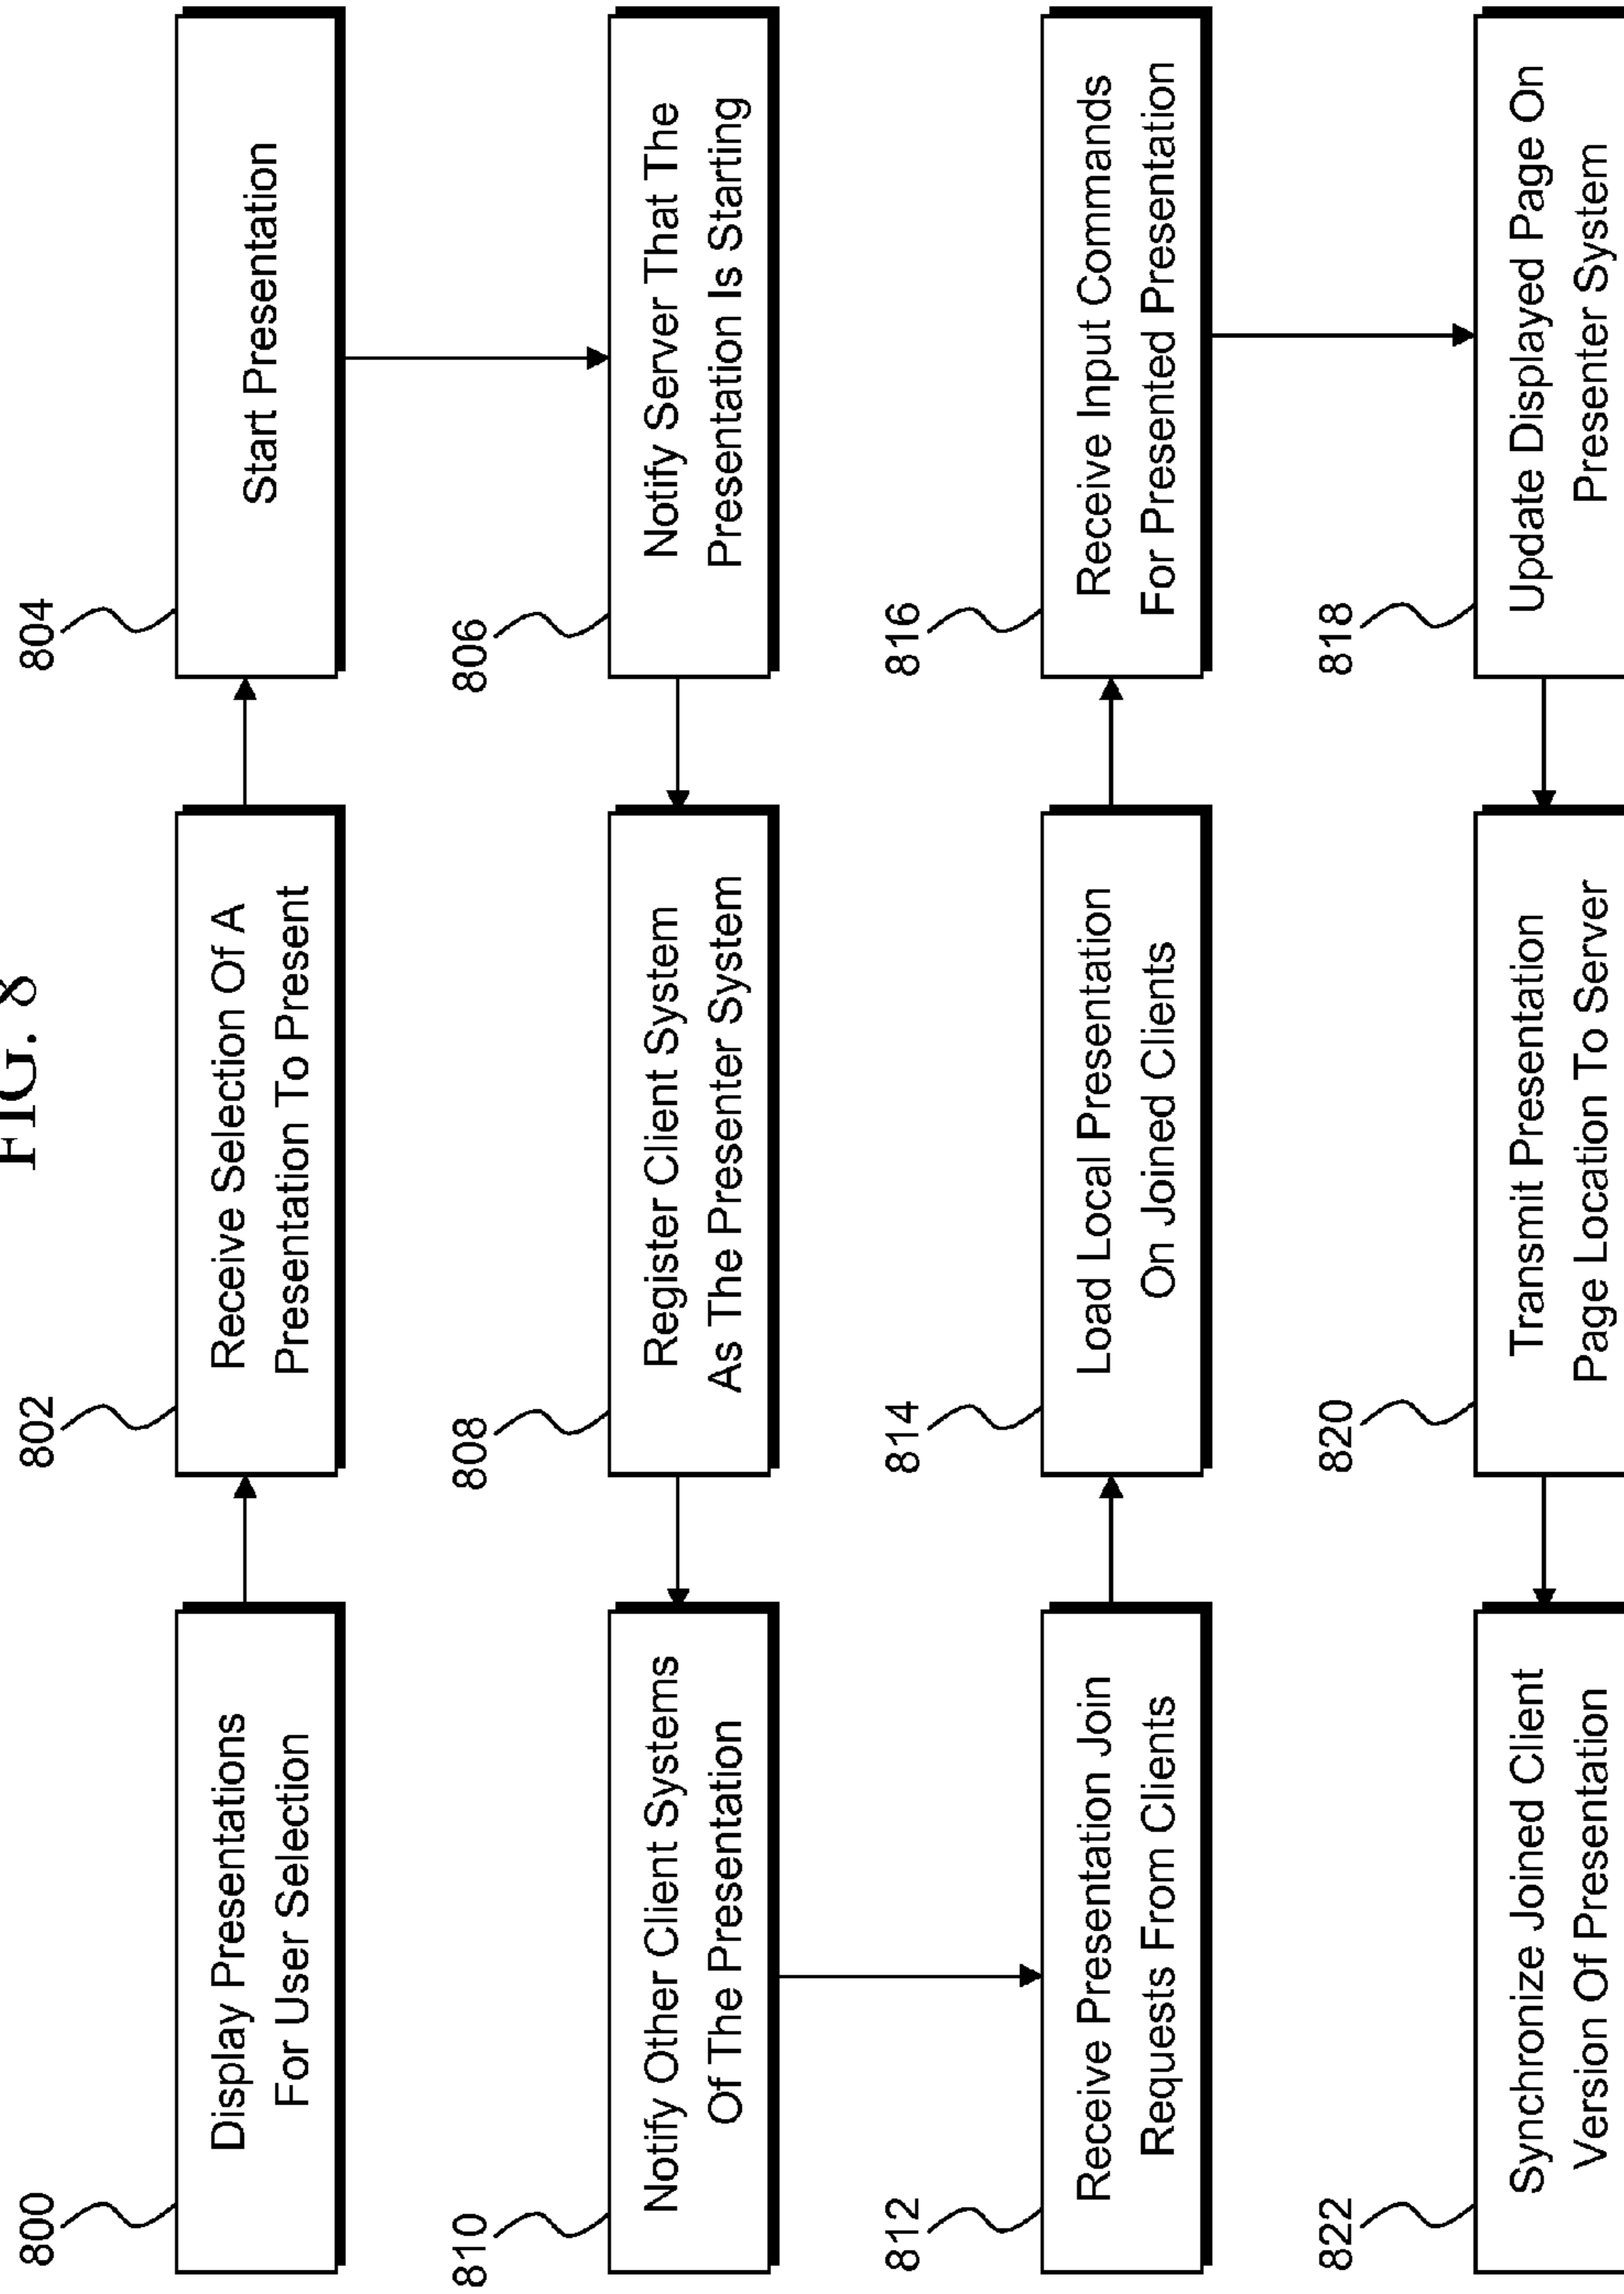 FIG. 8
800
Display Presentations
For User Selection
802
Receive Selection Of A
Presentation To Present
804
Start Presentation
806
Notify Server That The
Presentation Is Starting
808
Register Client System
As The Presenter System
810
Notify Other Client Systems
Of The Presentation
812
Receive Presentation Join
Requests From Clients
814
Load Local Presentation
On Joined Clients
816
Receive Input Commands
For Presented Presentation
818
Update Displayed Page On
Presenter System
820
Transmit Presentation
Page Location To Server
822
Synchronize Joined Client
Version Of Presentation